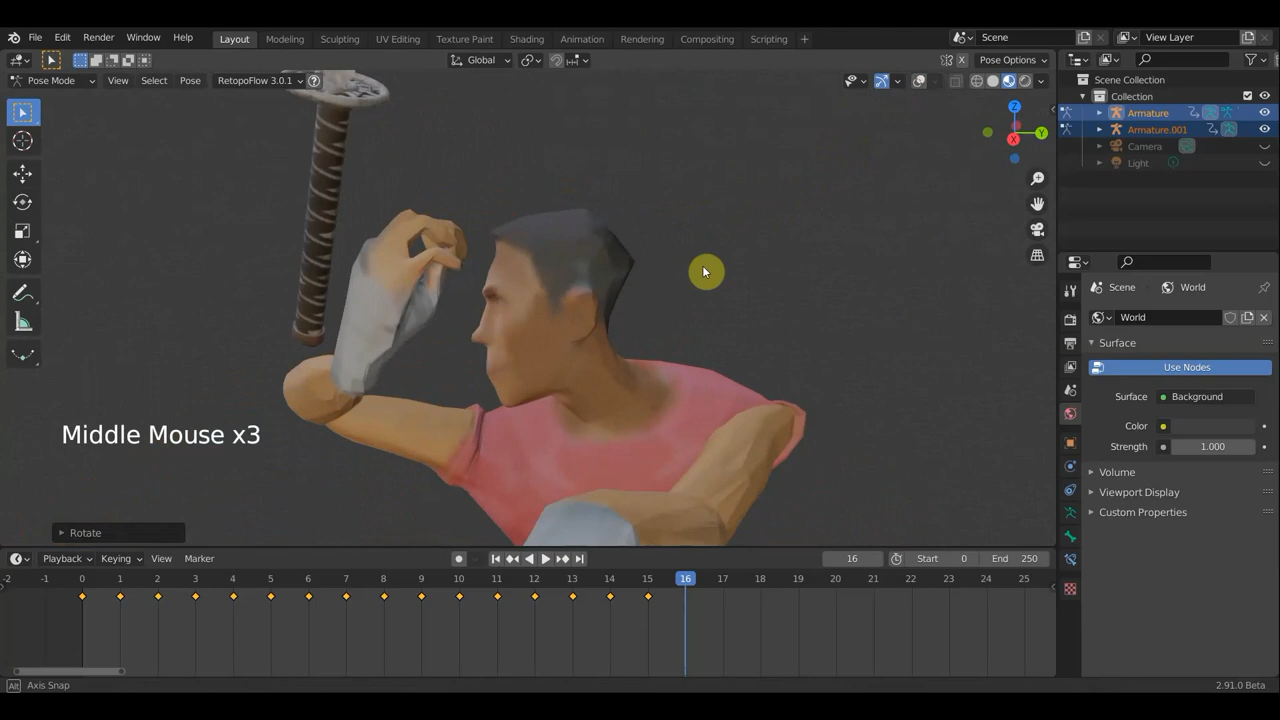 File Edit Render Window Help Layout Modeling Sculpting UV Editing Texture Paint Shading Animation Rendering Compositing Scripting + Scene View Layer
Global Pose Options
Pose Mode View Select Pose RetopoFlow 3.0.1 ?
Scene Collection
Collection
Armature
Armature.001
Camera
Light
X
Y
Z
Scene World
World
Surface
Use Nodes
Surface Background
Color
Strength 1.000
Volume
Viewport Display
Custom Properties
Middle Mouse x3
Rotate
Playback Keying View Marker 16 Start 0 End 250
-2 -1 0 1 2 3 4 5 6 7 8 9 10 11 12 13 14 15 16 17 18 19 20 21 22 23 24 25
Alt Axis Snap 2.91.0 Beta